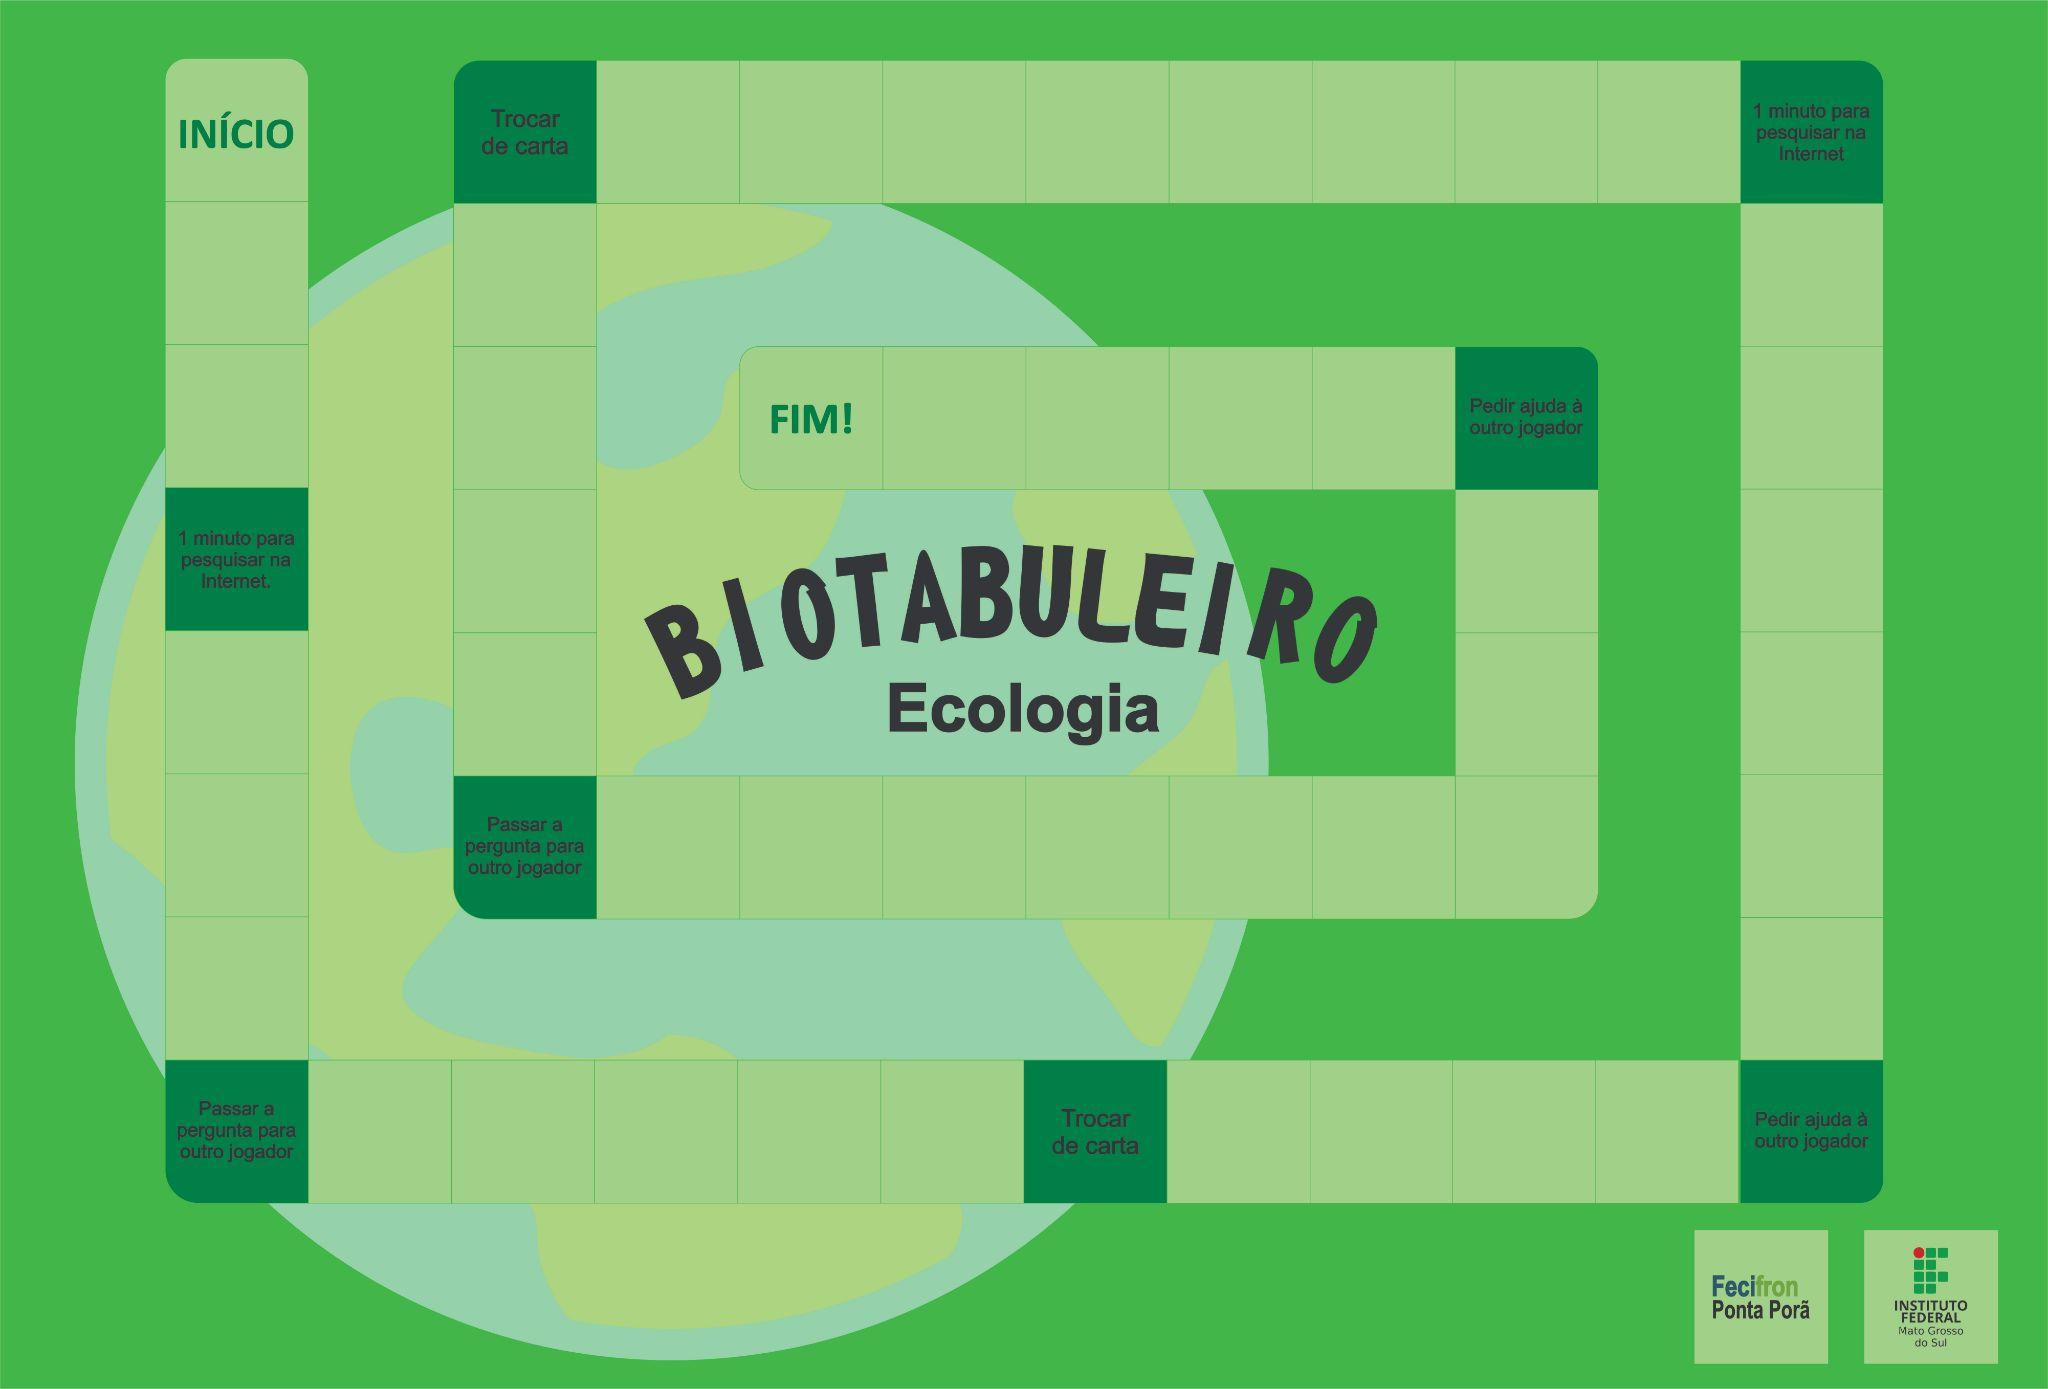 INÍCIO
Trocar
de carta
1 minuto para
pesquisar na
Internet
FIM!
Pedir ajuda à
outro jogador
1 minuto para
pesquisar na
Internet.
BIOTABULEIRO
Ecologia
Passar a
pergunta para
outro jogador
Passar a
pergunta para
outro jogador
Trocar
de carta
Pedir ajuda à
outro jogador
Fecifron
Ponta Porã
INSTITUTO
FEDERAL
Mato Grosso
do Sul